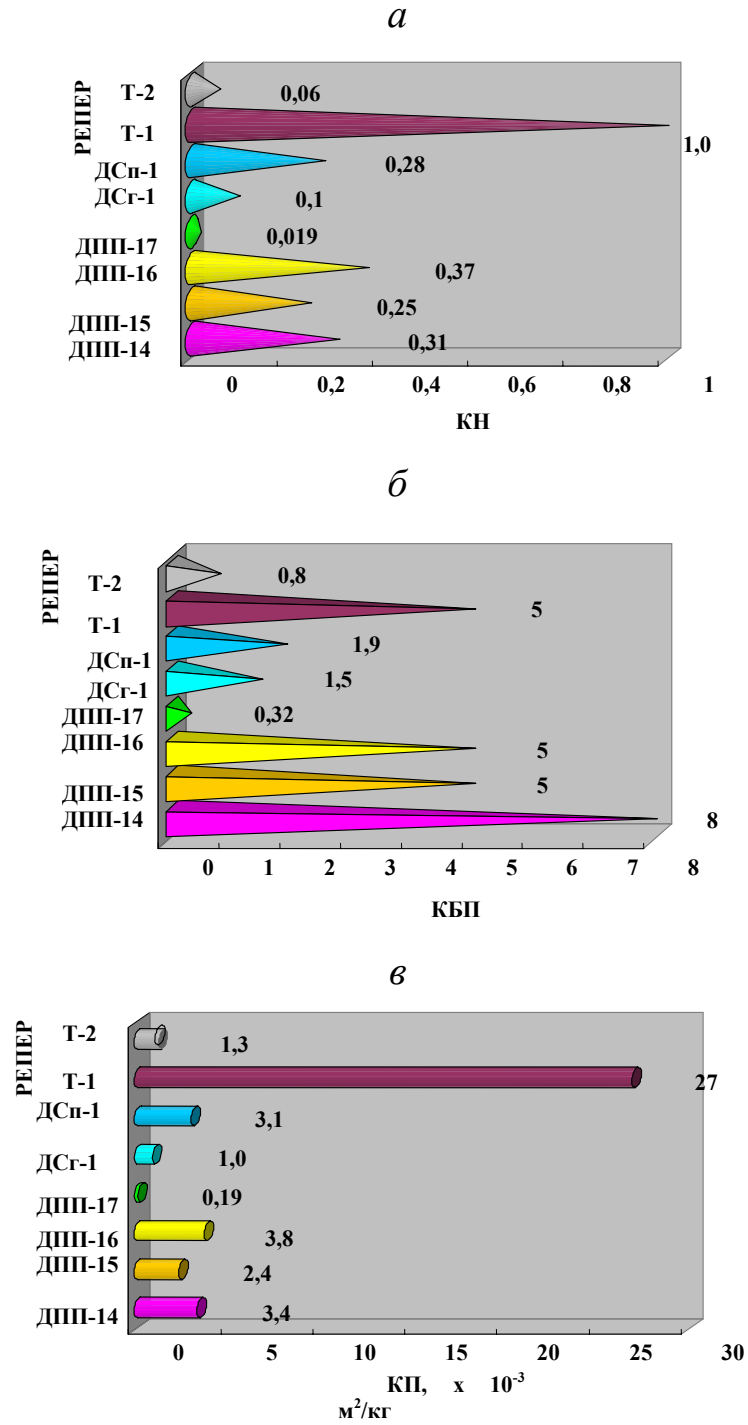 а
РЕПЕР
Т-2
0,06
Т-1
1,0
ДСп-1
0,28
ДСг-1
0,1
ДПП-17
0,019
ДПП-16
0,37
0,25
ДПП-15
ДПП-14
0,31
0 0,2 0,4 0,6 0,8 1
КН
б
РЕПЕР
Т-2
0,8
Т-1
5
ДСп-1
1,9
ДСг-1
1,5
ДПП-17
0,32
ДПП-16
5
ДПП-15
5
ДПП-14
8
0 1 2 3 4 5 6 7 8
КБП
в
РЕПЕР
Т-2
1,3
Т-1
27
ДСп-1
3,1
ДСг-1
1,0
ДПП-17
0,19
ДПП-16
3,8
ДПП-15
2,4
ДПП-14
3,4
0 5 10 15 20 25 30
КП, х 10⁻³
м²/кг